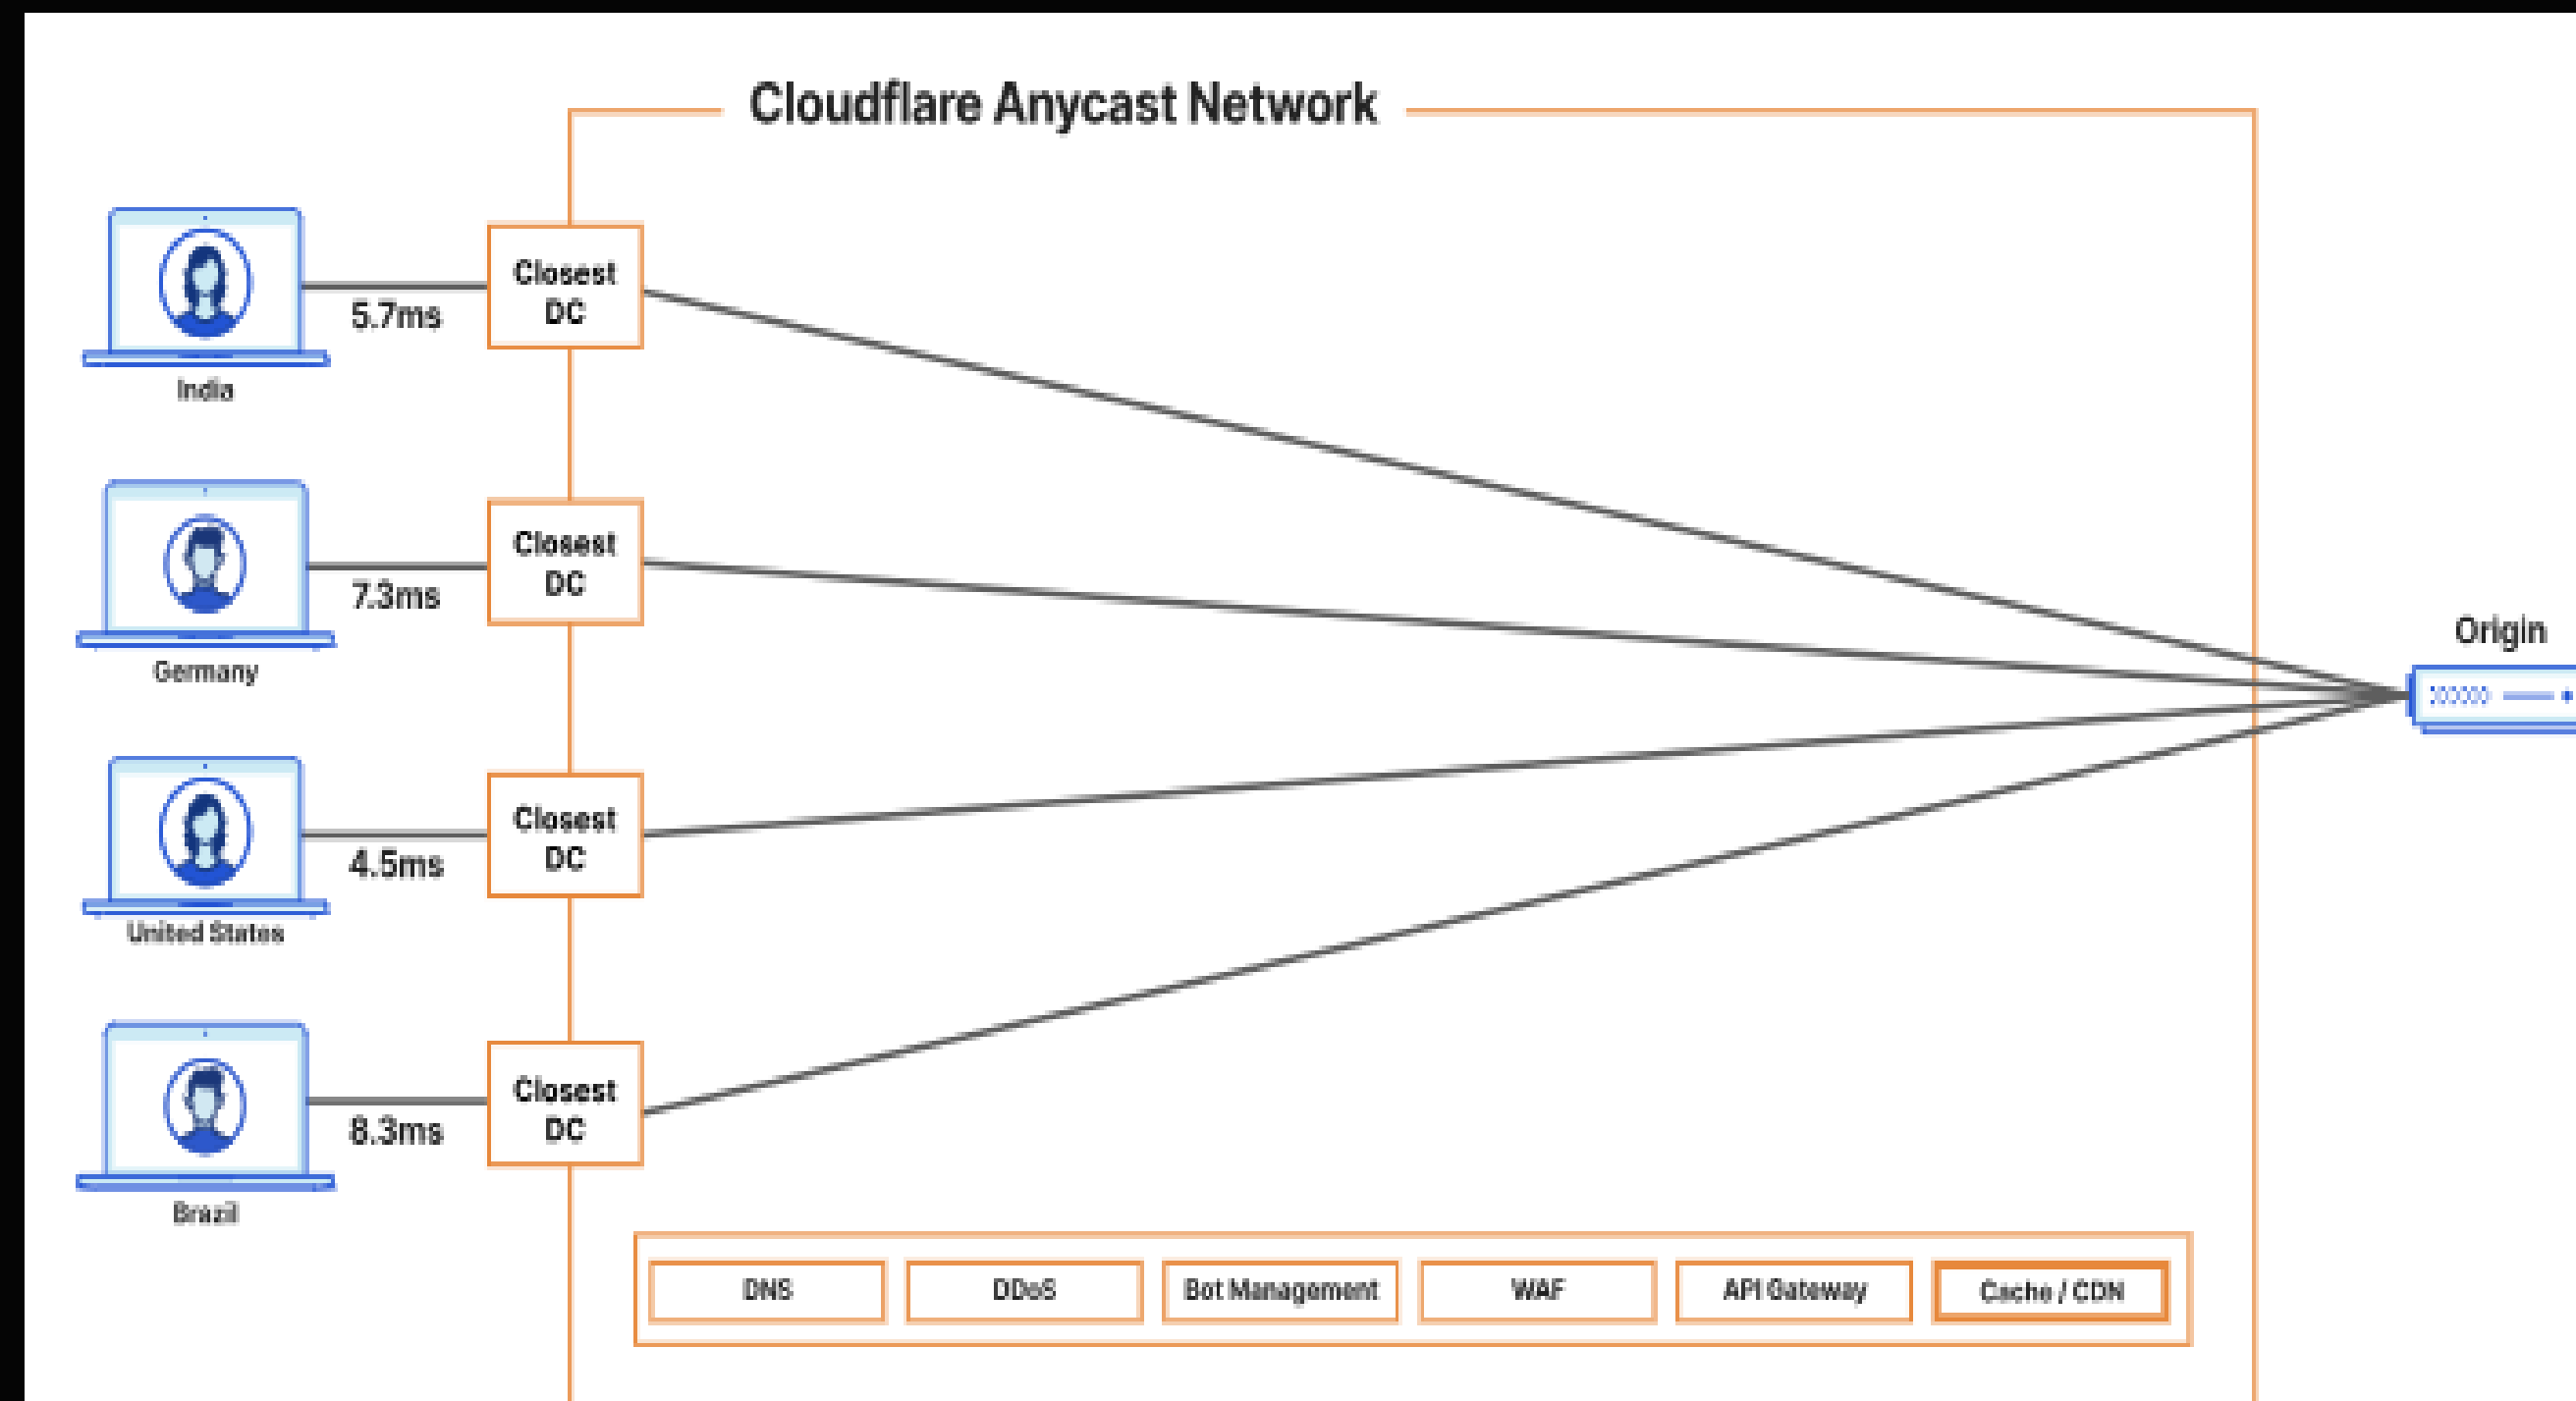 Cloudflare Anycast Network
Closest
DC
5.7ms
India
Closest
DC
7.3ms
Germany
Origin
Closest
DC
4.5ms
United States
Closest
DC
8.3ms
Brazil
DNS
DDoS
Bot Management
WAF
API Gateway
Cache / CDN